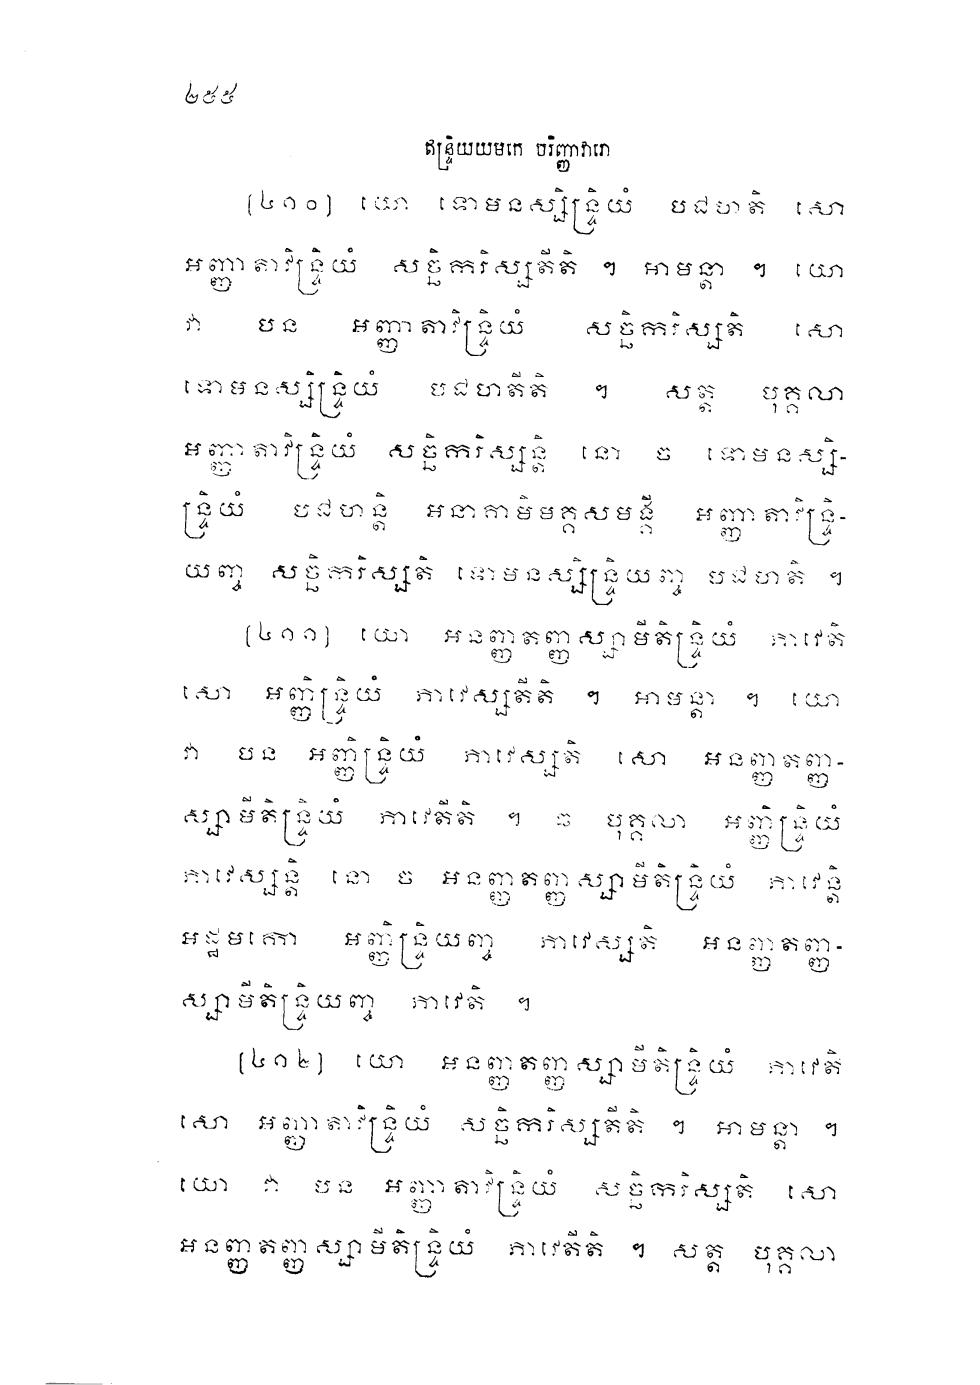 ២៥៥
ឥន្ទ្រិយយមកេ បរិញ្ញាវារោ
[៤១០] យោ ទោមនស្សិន្ទ្រិយំ បជហាតិ សោ
អញ្ញាតាវិន្ទ្រិយំ សច្ឆិករិស្សតីតិ ។ អាមន្តា ។ យោ
វា បន អញ្ញាតាវិន្ទ្រិយំ សច្ឆិករិស្សតិ សោ
ទោមនស្សិន្ទ្រិយំ បជហាតីតិ ។ សត្ត បុគ្គលា
អញ្ញាតាវិន្ទ្រិយំ សច្ឆិករិស្សន្តិ នោ ច ទោមនស្សិ-
ន្ទ្រិយំ បជហន្តិ អនាគាមិមគ្គសមង្គី អញ្ញាតាវិន្ទ្រិ-
យញ្ច សច្ឆិករិស្សតិ ទោមនស្សិន្ទ្រិយញ្ច បជហតិ ។
[៤១១] យោ អនញ្ញតញ្ញស្សាមីតិន្ទ្រិយំ ភាវេតិ
សោ អញ្ញិន្ទ្រិយំ ភាវេស្សតីតិ ។ អាមន្តា ។ យោ
វា បន អញ្ញិន្ទ្រិយំ ភាវេស្សតិ សោ អនញ្ញតញ្ញ-
ស្សាមីតិន្ទ្រិយំ ភាវេតីតិ ។ ឆ បុគ្គលា អញ្ញិន្ទ្រិយំ
ភាវេស្សន្តិ នោ ច អនញ្ញតញ្ញស្សាមីតិន្ទ្រិយំ ភាវេន្តិ
អដ្ឋមកោ អញ្ញិន្ទ្រិយញ្ច ភាវេស្សតិ អនញ្ញតញ្ញ-
ស្សាមីតិន្ទ្រិយញ្ច ភាវេតិ ។
[៤១២] យោ អនញ្ញតញ្ញស្សាមីតិន្ទ្រិយំ ភាវេតិ
សោ អញ្ញាតាវិន្ទ្រិយំ សច្ឆិករិស្សតីតិ ។ អាមន្តា ។
យោ វា បន អញ្ញាតាវិន្ទ្រិយំ សច្ឆិករិស្សតិ សោ
អនញ្ញតញ្ញស្សាមីតិន្ទ្រិយំ ភាវេតីតិ ។ សត្ត បុគ្គលា